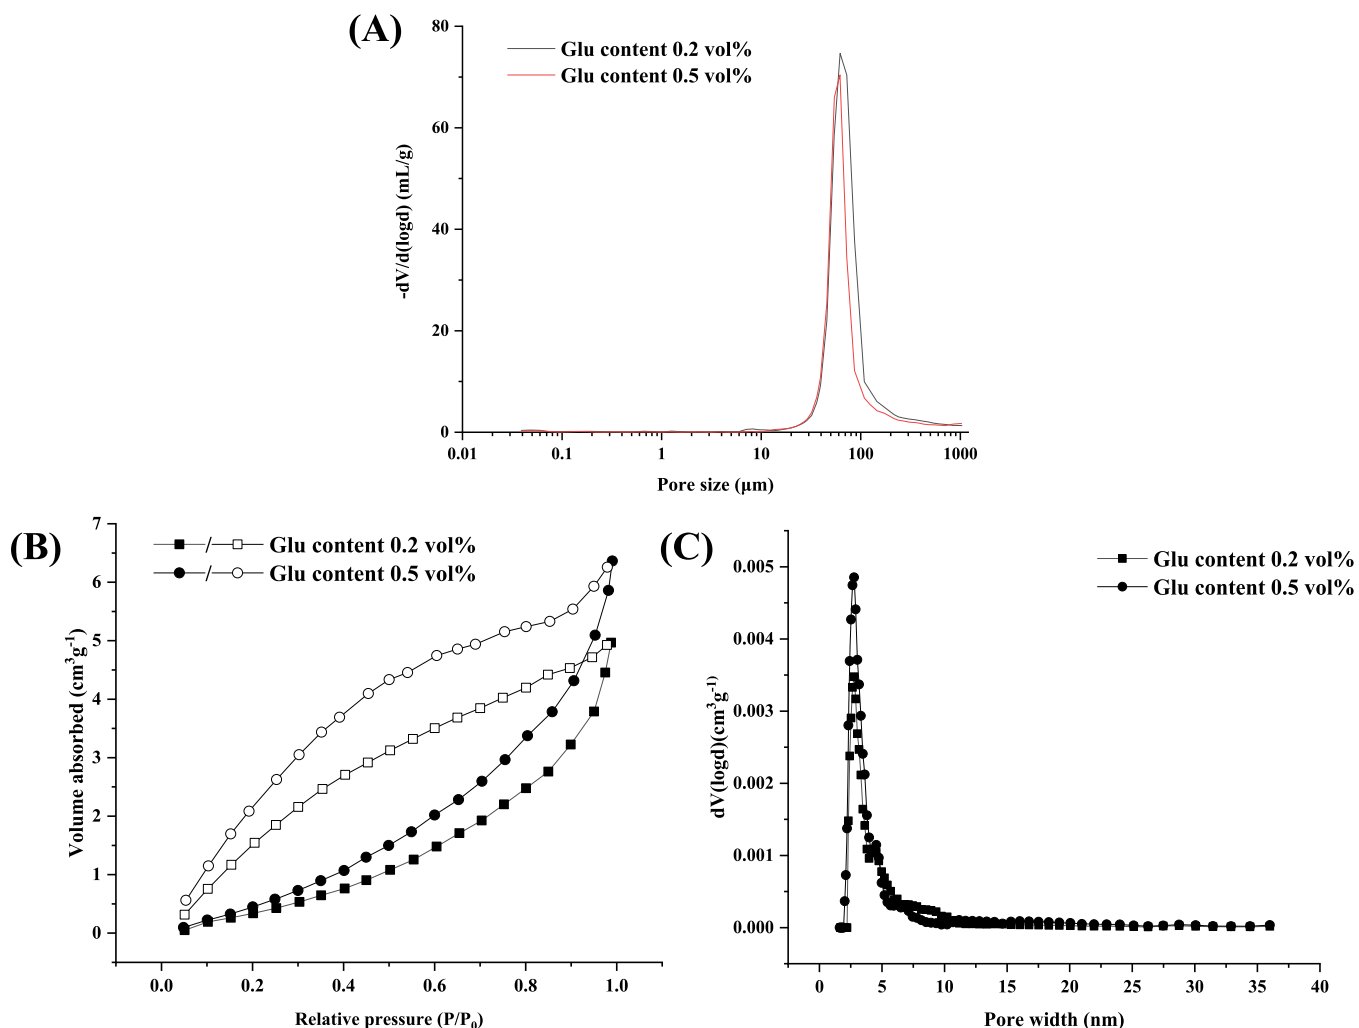 (A)
Glu content 0.2 vol%
Glu content 0.5 vol%
80
60
40
20
0
-dV/d(logd) (mL/g)
0.01 0.1 1 10 100 1000
Pore size (μm)
(B)
/ Glu content 0.2 vol%
/ Glu content 0.5 vol%
7
6
5
4
3
2
1
0
Volume absorbed (cm³g⁻¹)
0.0 0.2 0.4 0.6 0.8 1.0
Relative pressure (P/P₀)
(C)
Glu content 0.2 vol%
Glu content 0.5 vol%
0.005
0.004
0.003
0.002
0.001
0.000
dV(logd)(cm³g⁻¹)
0 5 10 15 20 25 30 35 40
Pore width (nm)